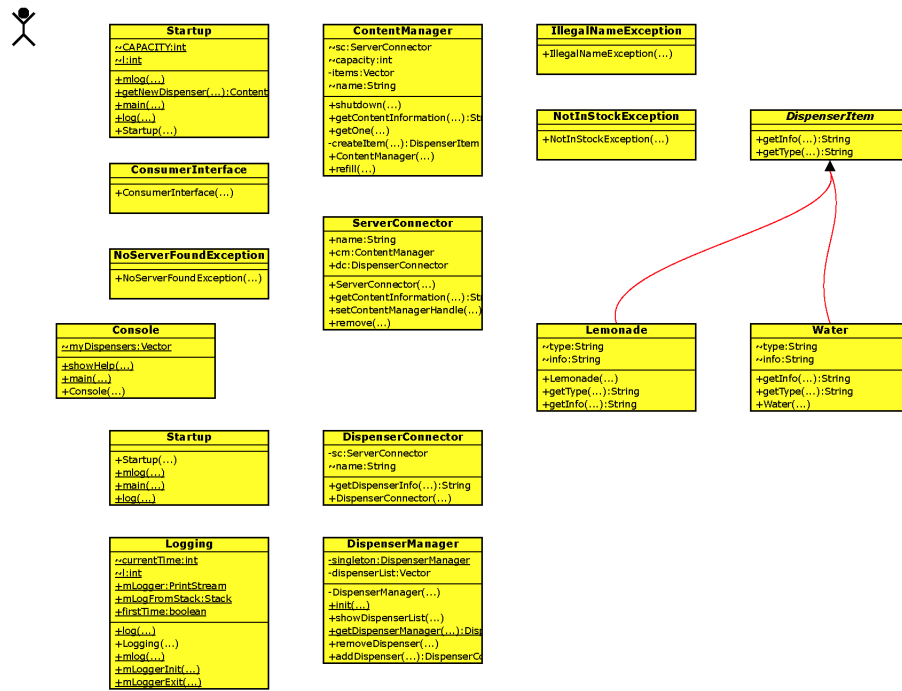 Startup
~CAPACITY:int
~l:int
+mlog(...)
+getNewDispenser(...):Content
+main(...)
+log(...)
+Startup(...)
ContentManager
~sc:ServerConnector
~capacity:int
-items:Vector
~name:String
+shutdown(...)
+getContentInformation(...):St
+getOne(...)
-createItem(...):DispenserItem
+ContentManager(...)
+refill(...)
IllegalNameException
+IllegalNameException(...)
NotInStockException
+NotInStockException(...)
DispenserItem
+getInfo(...):String
+getType(...):String
ConsumerInterface
+ConsumerInterface(...)
ServerConnector
+name:String
+cm:ContentManager
+dc:DispenserConnector
+ServerConnector(...)
+getContentInformation(...):St
+setContentManagerHandle(...)
+remove(...)
NoServerFoundException
+NoServerFoundException(...)
Console
~myDispensers:Vector
+showHelp(...)
+main(...)
+Console(...)
Lemonade
~type:String
~info:String
+Lemonade(...)
+getType(...):String
+getInfo(...):String
Water
~type:String
~info:String
+getInfo(...):String
+getType(...):String
+Water(...)
Startup
+Startup(...)
+mlog(...)
+main(...)
+log(...)
DispenserConnector
-sc:ServerConnector
~name:String
+getDispenserInfo(...):String
+DispenserConnector(...)
Logging
~currentTime:int
~l:int
+mLogger:PrintStream
+mLogFromStack:Stack
+firstTime:boolean
+log(...)
+Logging(...)
+mlog(...)
+mLoggerInit(...)
+mLoggerExit(...)
DispenserManager
-singleton:DispenserManager
-dispenserList:Vector
-DispenserManager(...)
+init(...)
+showDispenserList(...)
+getDispenserManager(...):Disp
+removeDispenser(...)
+addDispenser(...):DispenserCo